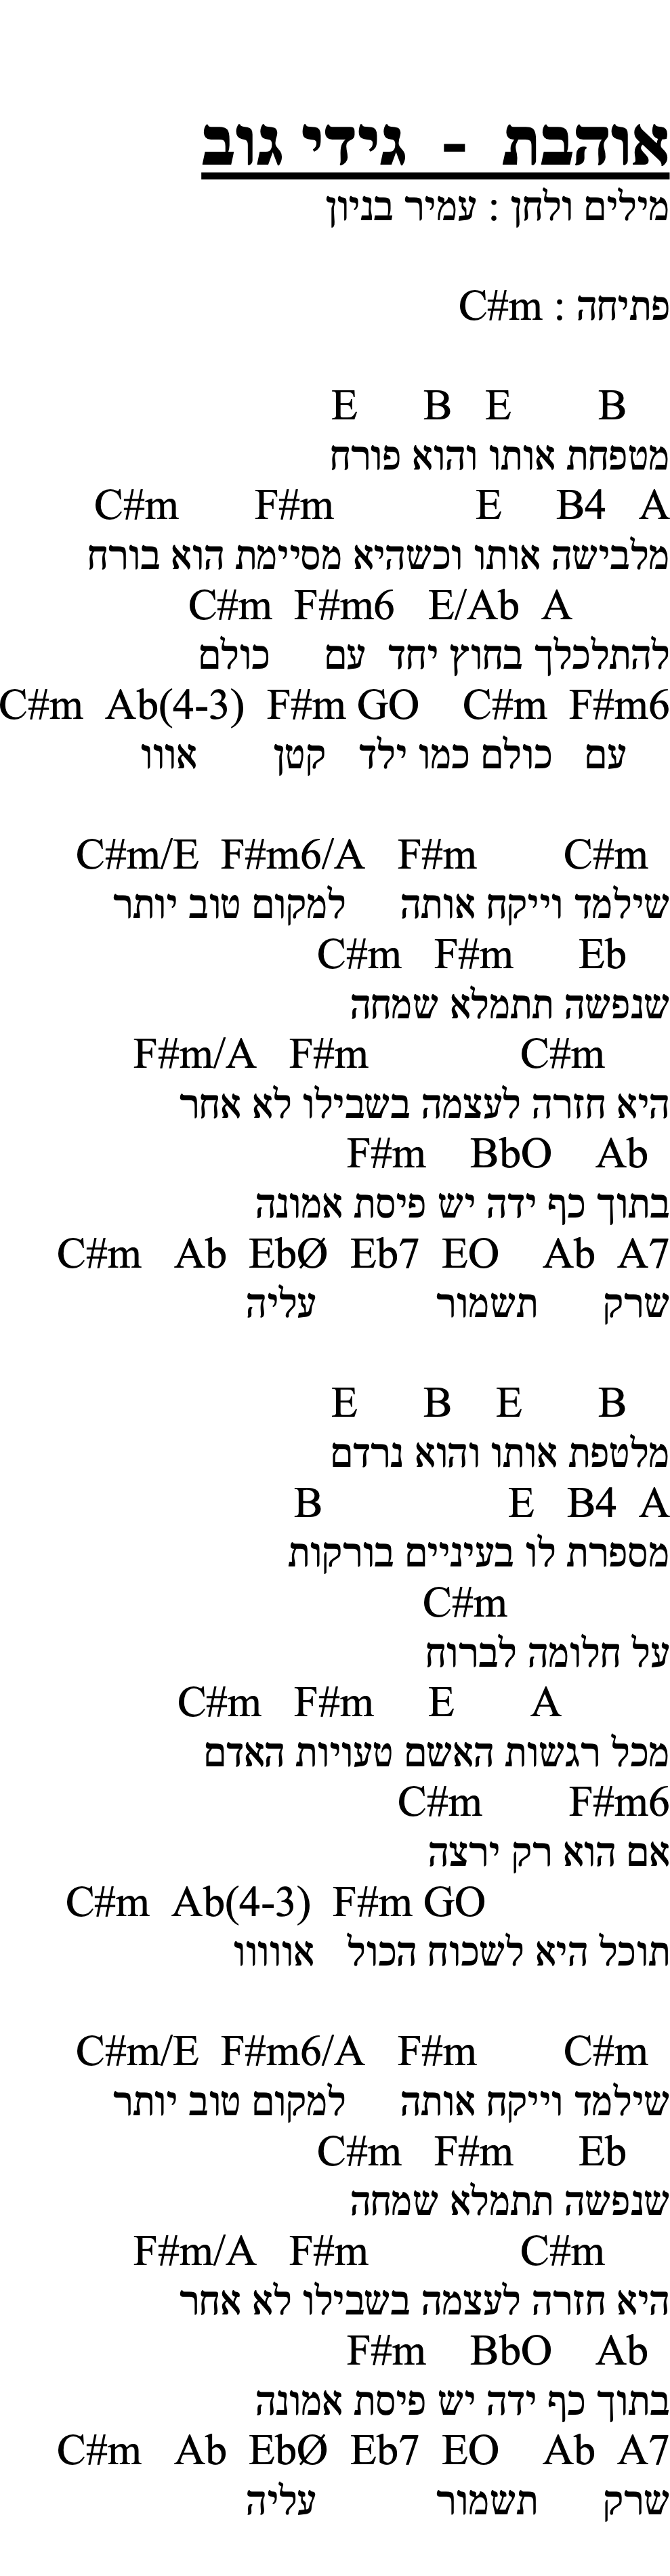 אוהבת - גידי גוב
מילים ולחן : עמיר בניון
פתיחה : C#m
E B E B
מטפחת אותו והוא פורח
C#m F#m E B4 A
מלבישה אותו וכשהיא מסיימת הוא בורח
C#m F#m6 E/Ab A
להתלכלך בחוץ יחד עם כולם
C#m Ab(4-3) F#m GO C#m F#m6
עם כולם כמו ילד קטן אווו
C#m/E F#m6/A F#m C#m
שילמד וייקח אותה למקום טוב יותר
C#m F#m Eb
שנפשה תתמלא שמחה
F#m/A F#m C#m
היא חזרה לעצמה בשבילו לא אחר
F#m BbO Ab
בתוך כף ידה יש פיסת אמונה
C#m Ab EbØ Eb7 EO Ab A7
שרק תשמור עליה
E B E B
מלטפת אותו והוא נרדם
B E B4 A
מספרת לו בעיניים בורקות
C#m
על חלומה לברוח
C#m F#m E A
מכל רגשות האשם טעויות האדם
C#m F#m6
אם הוא רק ירצה
C#m Ab(4-3) F#m GO
תוכל היא לשכוח הכול אוווווו
C#m/E F#m6/A F#m C#m
שילמד וייקח אותה למקום טוב יותר
C#m F#m Eb
שנפשה תתמלא שמחה
F#m/A F#m C#m
היא חזרה לעצמה בשבילו לא אחר
F#m BbO Ab
בתוך כף ידה יש פיסת אמונה
C#m Ab EbØ Eb7 EO Ab A7
שרק תשמור עליה